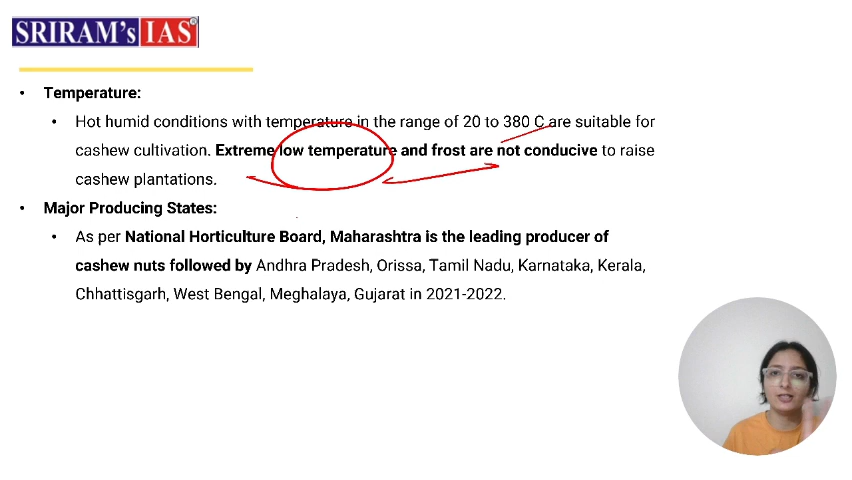 SRIRAM's IAS®
• Temperature:
• Hot humid conditions with temperature in the range of 20 to 380 C are suitable for
cashew cultivation. Extreme low temperature and frost are not conducive to raise
cashew plantations.
• Major Producing States:
• As per National Horticulture Board, Maharashtra is the leading producer of
cashew nuts followed by Andhra Pradesh, Orissa, Tamil Nadu, Karnataka, Kerala,
Chhattisgarh, West Bengal, Meghalaya, Gujarat in 2021-2022.